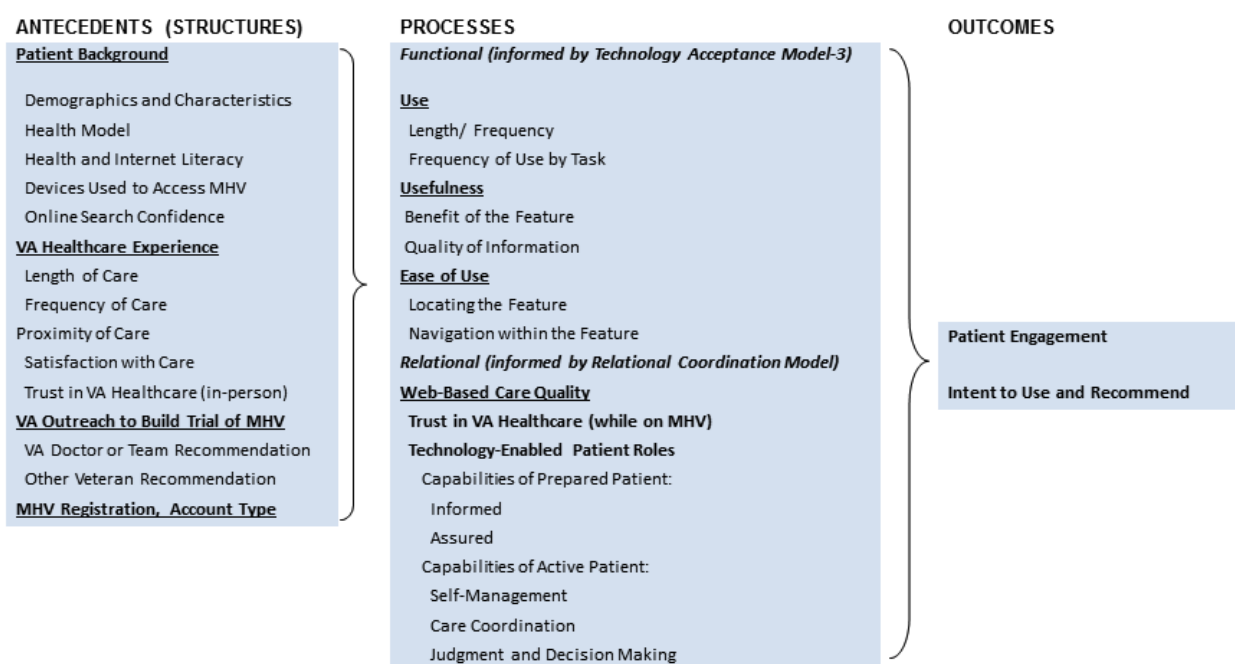 ANTECEDENTS (STRUCTURES)
Patient Background
Demographics and Characteristics
Health Model
Health and Internet Literacy
Devices Used to Access MHV
Online Search Confidence
VA Healthcare Experience
Length of Care
Frequency of Care
Proximity of Care
Satisfaction with Care
Trust in VA Healthcare (in-person)
VA Outreach to Build Trial of MHV
VA Doctor or Team Recommendation
Other Veteran Recommendation
MHV Registration, Account Type
PROCESSES
Functional (informed by Technology Acceptance Model-3)
Use
Length/ Frequency
Frequency of Use by Task
Usefulness
Benefit of the Feature
Quality of Information
Ease of Use
Locating the Feature
Navigation within the Feature
Relational (informed by Relational Coordination Model)
Web-Based Care Quality
Trust in VA Healthcare (while on MHV)
Technology-Enabled Patient Roles
Capabilities of Prepared Patient:
Informed
Assured
Capabilities of Active Patient:
Self-Management
Care Coordination
Judgment and Decision Making
OUTCOMES
Patient Engagement
Intent to Use and Recommend